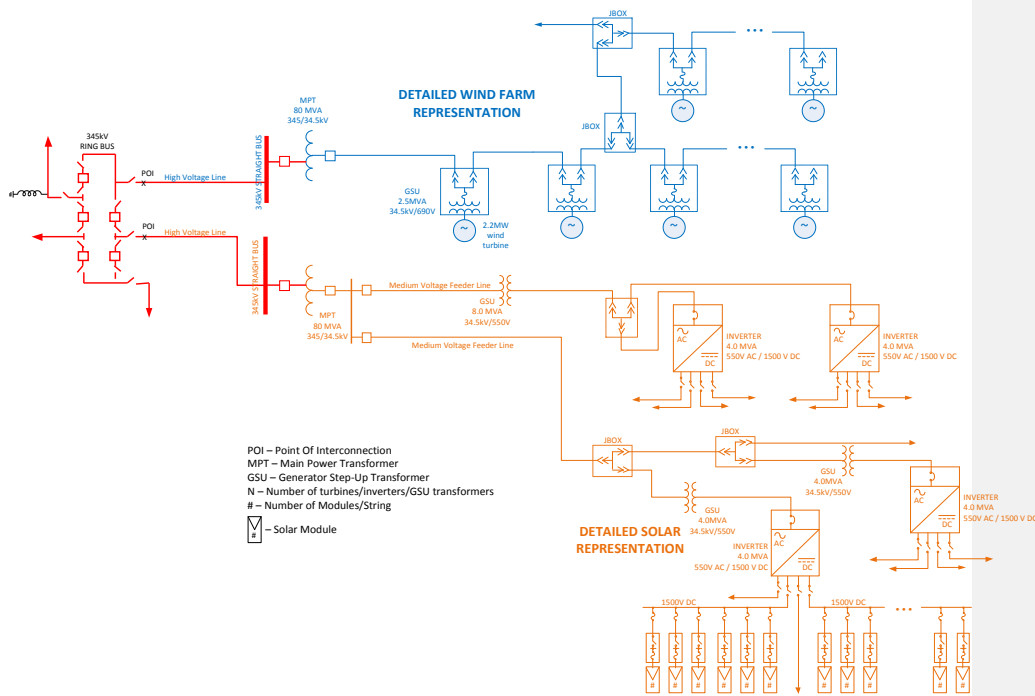 JBOX
DETAILED WIND FARM
REPRESENTATION
MPT
80 MVA
345/34.5kV
JBOX
345kV
RING BUS
POI
X
High Voltage Line
345kV STRAIGHT BUS
GSU
2.5MVA
34.5kV/690V
2.2MW
wind
turbine
~
~
~
~
~
~
POI
X
High Voltage Line
345kV STRAIGHT BUS
MPT
80 MVA
345/34.5kV
Medium Voltage Feeder Line
GSU
8.0 MVA
34.5kV/550V
Medium Voltage Feeder Line
AC
DC
INVERTER
4.0 MVA
550V AC / 1500 V DC
AC
DC
INVERTER
4.0 MVA
550V AC / 1500 V DC
JBOX
JBOX
GSU
4.0MVA
34.5kV/550V
GSU
4.0MVA
34.5kV/550V
AC
DC
INVERTER
4.0 MVA
550V AC / 1500 V DC
DETAILED SOLAR
REPRESENTATION
INVERTER
4.0 MVA
550V AC / 1500 V DC
AC
DC
1500V DC
1500V DC
# # # # # # # # # # #
POI – Point Of Interconnection
MPT – Main Power Transformer
GSU – Generator Step-Up Transformer
N – Number of turbines/inverters/GSU transformers
# – Number of Modules/String
# – Solar Module